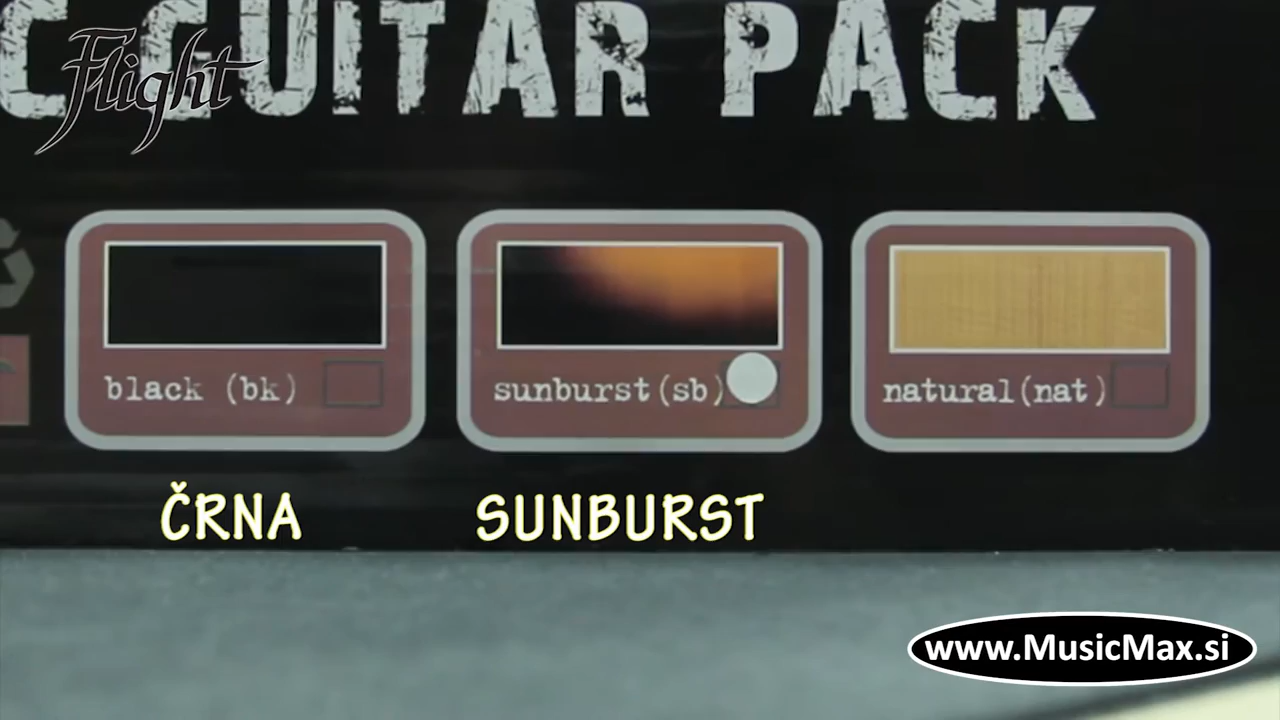 C GUITAR PACK
Flight
black (bk)
sunburst(sb)
natural(nat)
ČRNA
SUNBURST
www.MusicMax.si